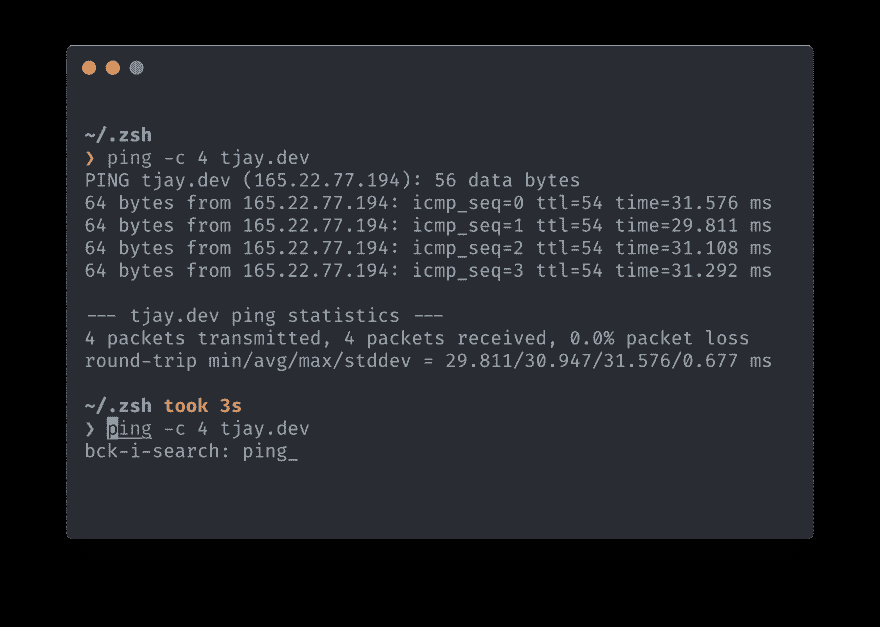 ~/.zsh
❯ ping -c 4 tjay.dev
PING tjay.dev (165.22.77.194): 56 data bytes
64 bytes from 165.22.77.194: icmp_seq=0 ttl=54 time=31.576 ms
64 bytes from 165.22.77.194: icmp_seq=1 ttl=54 time=29.811 ms
64 bytes from 165.22.77.194: icmp_seq=2 ttl=54 time=31.108 ms
64 bytes from 165.22.77.194: icmp_seq=3 ttl=54 time=31.292 ms
--- tjay.dev ping statistics ---
4 packets transmitted, 4 packets received, 0.0% packet loss
round-trip min/avg/max/stddev = 29.811/30.947/31.576/0.677 ms
~/.zsh took 3s
❯ ping -c 4 tjay.dev
bck-i-search: ping_